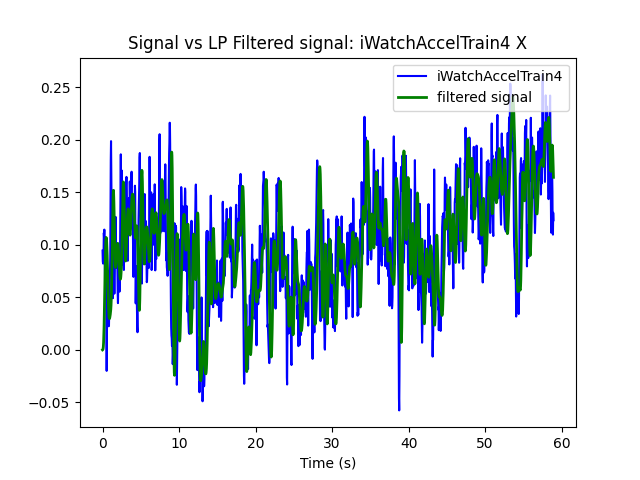 Signal vs LP Filtered signal: iWatchAccelTrain4 X
iWatchAccelTrain4
filtered signal
0.25
0.20
0.15
0.10
0.05
0.00
−0.05
0 10 20 30 40 50 60
Time (s)